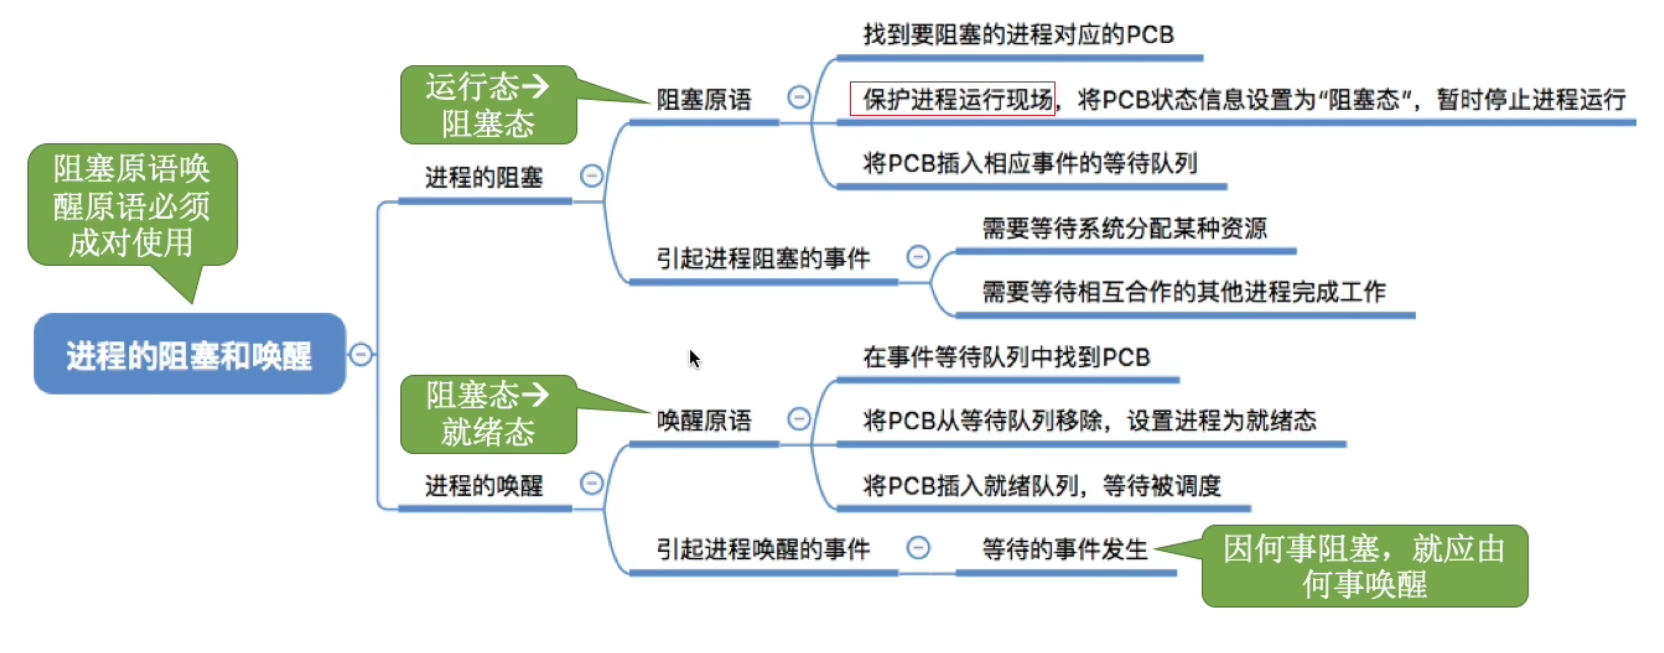 找到要阻塞的进程对应的PCB
运行态→
阻塞态
阻塞原语
保护进程运行现场，将PCB状态信息设置为“阻塞态”，暂时停止进程运行
将PCB插入相应事件的等待队列
进程的阻塞
阻塞原语唤
醒原语必须
成对使用
引起进程阻塞的事件
需要等待系统分配某种资源
需要等待相互合作的其他进程完成工作
进程的阻塞和唤醒
在事件等待队列中找到PCB
阻塞态→
就绪态
唤醒原语
将PCB从等待队列移除，设置进程为就绪态
将PCB插入就绪队列，等待被调度
进程的唤醒
引起进程唤醒的事件
等待的事件发生
因何事阻塞，就应由
何事唤醒